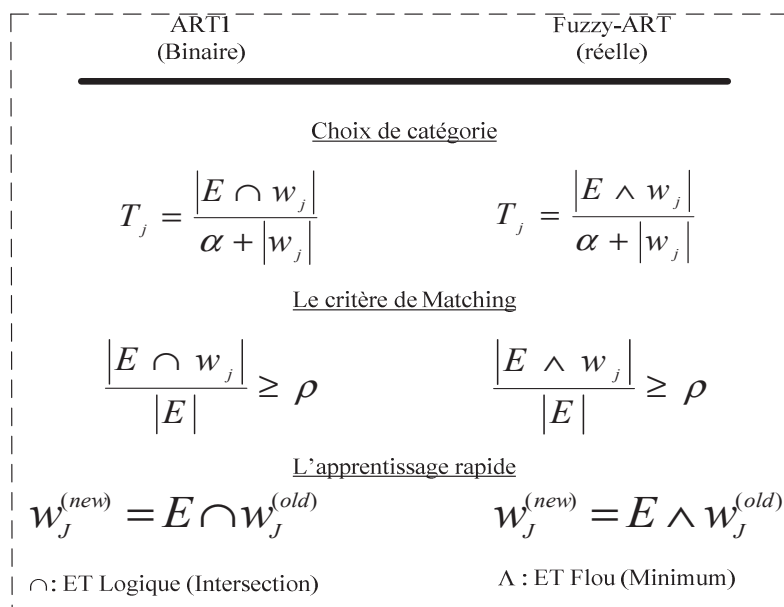 ART1 Fuzzy-ART
(Binaire) (réelle)
Choix de catégorie
T_j = |E ∩ w_j| / (α + |w_j|) T_j = |E ∧ w_j| / (α + |w_j|)
Le critère de Matching
|E ∩ w_j| / |E| ≥ ρ |E ∧ w_j| / |E| ≥ ρ
L'apprentissage rapide
w_J^(new) = E ∩ w_J^(old) w_J^(new) = E ∧ w_J^(old)
∩ : ET Logique (Intersection) Λ : ET Flou (Minimum)